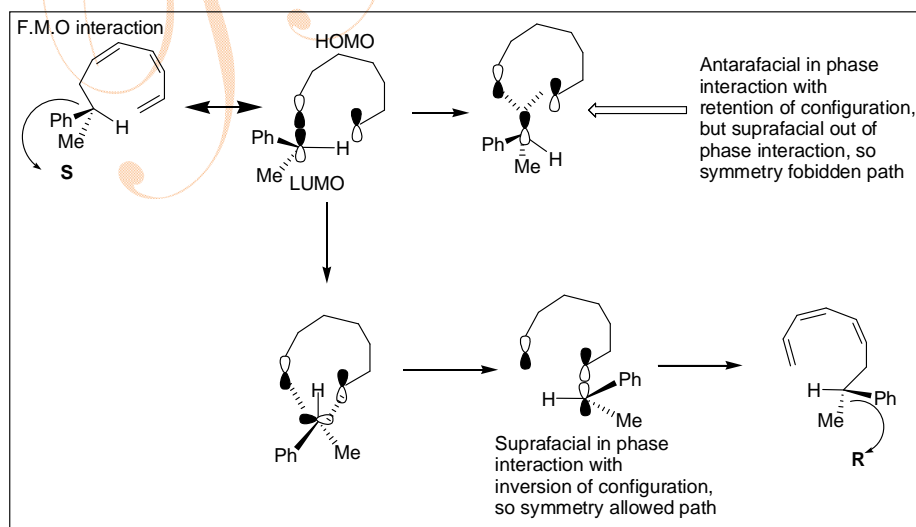 F.M.O interaction
HOMO
Ph
H
Me
S
Ph
H
Me
LUMO
Ph
H
Me
Antarafacial in phase
interaction with
retention of configuration,
but suprafacial out of
phase interaction, so
symmetry fobidden path
H
Ph
Me
Ph
H
Me
Suprafacial in phase
interaction with
inversion of configuration,
so symmetry allowed path
H
Ph
Me
R